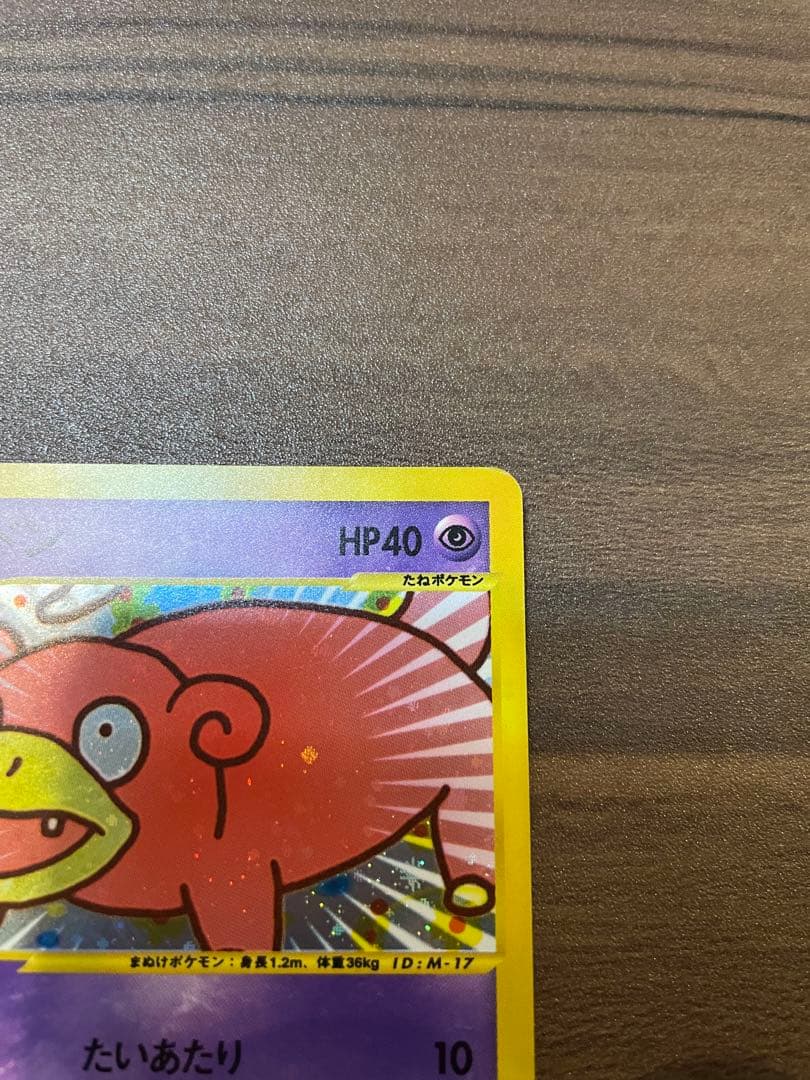 HP40
たねポケモン
まぬけポケモン：身長1.2m、体重36kg ID:M-17
たいあたり 10